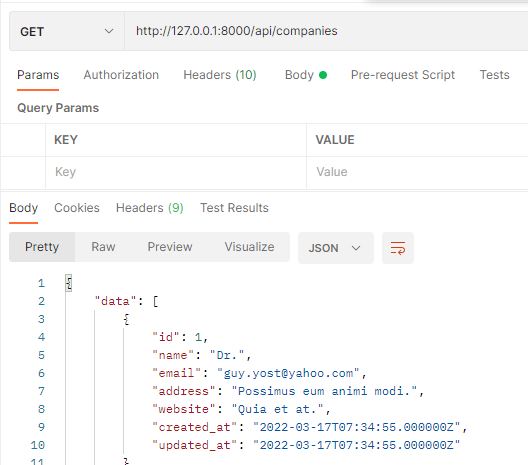 GET http://127.0.0.1:8000/api/companies
Params Authorization Headers (10) Body Pre-request Script Tests
Query Params
KEY VALUE
Key Value
Body Cookies Headers (9) Test Results
Pretty Raw Preview Visualize JSON
1 {
2 "data": [
3 {
4 "id": 1,
5 "name": "Dr.",
6 "email": "guy.yost@yahoo.com",
7 "address": "Possimus eum animi modi.",
8 "website": "Quia et at.",
9 "created_at": "2022-03-17T07:34:55.000000Z",
10 "updated_at": "2022-03-17T07:34:55.000000Z"
11 }